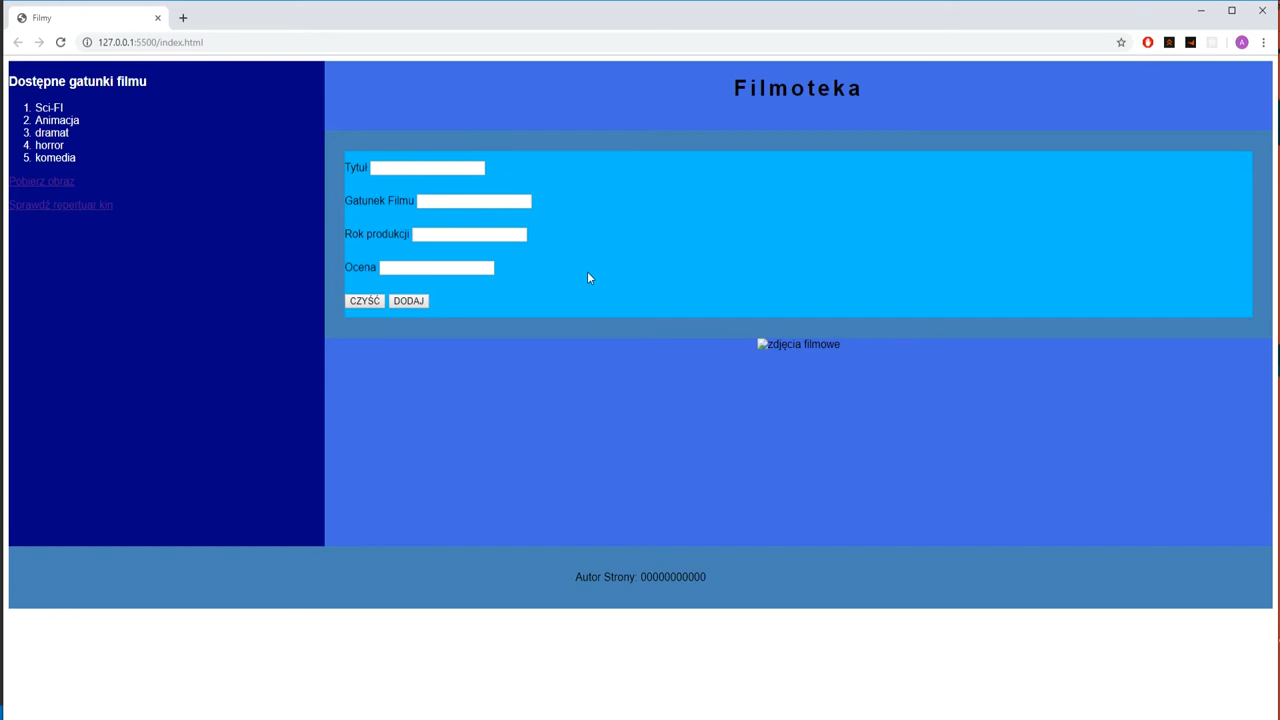 Filmy
127.0.0.1:5500/index.html
A
Dostępne gatunki filmu
1. Sci-FI
2. Animacja
3. dramat
4. horror
5. komedia
Pobierz obraz
Sprawdź repertuar kin
Filmoteka
Tytuł
Gatunek Filmu
Rok produkcji
Ocena
CZYŚĆ DODAJ
zdjęcia filmowe
Autor Strony: 00000000000